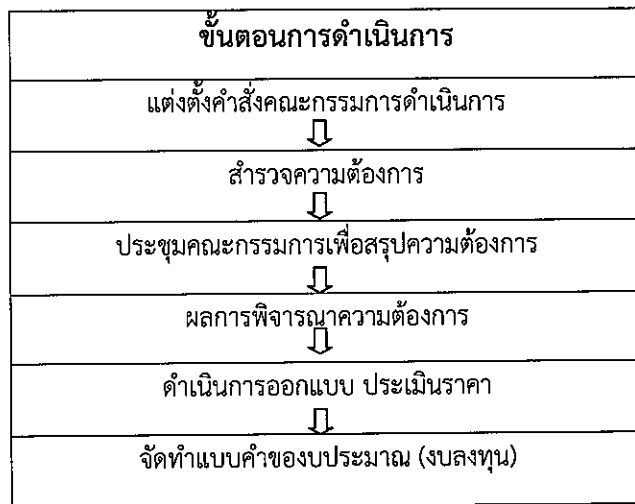 ขั้นตอนการดำเนินการ
แต่งตั้งคำสั่งคณะกรรมการดำเนินการ
สำรวจความต้องการ
ประชุมคณะกรรมการเพื่อสรุปความต้องการ
ผลการพิจารณาความต้องการ
ดำเนินการออกแบบ ประเมินราคา
จัดทำแบบคำของบประมาณ (งบลงทุน)